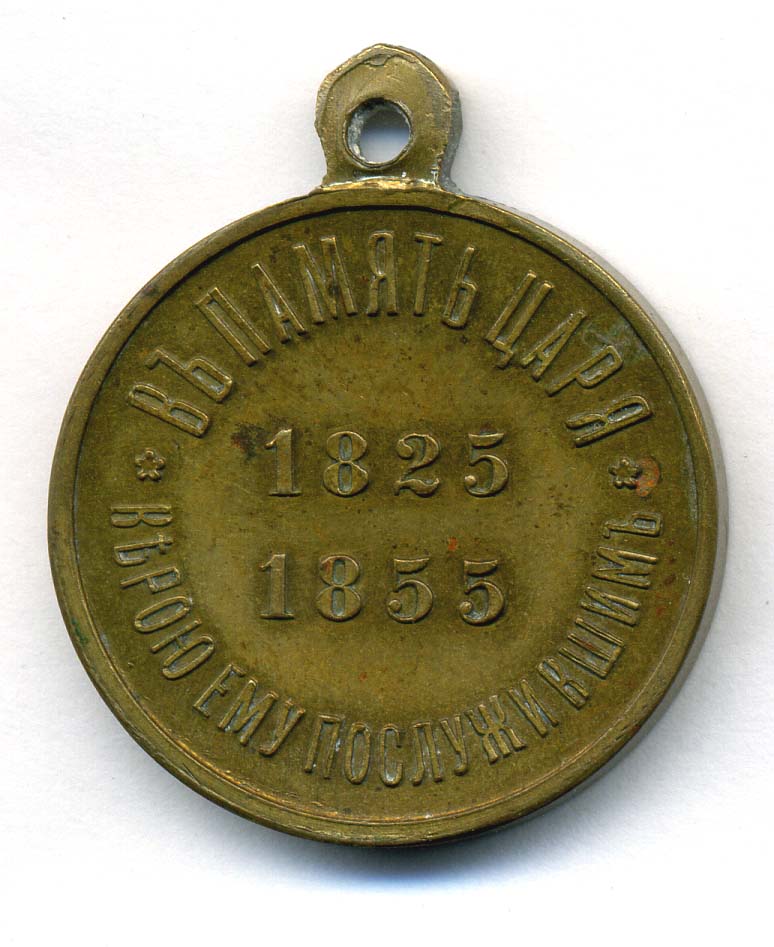 ВЪ ПАМЯТЬ ЦАРЯ
1825
1855
ВѢРОЮ ЕМУ ПОСЛУЖИВШИМЪ